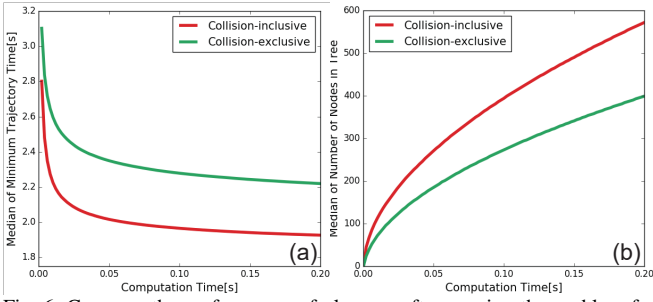 Collision-inclusive
Collision-exclusive
Median of Minimum Trajectory Time[s]
3.2
3.0
2.8
2.6
2.4
2.2
2.0
1.8
0.00 0.05 0.10 0.15 0.20
Computation Time[s]
(a)
Collision-inclusive
Collision-exclusive
Median of Number of Nodes in Tree
600
500
400
300
200
100
0
0.00 0.05 0.10 0.15 0.20
Computation Time[s]
(b)